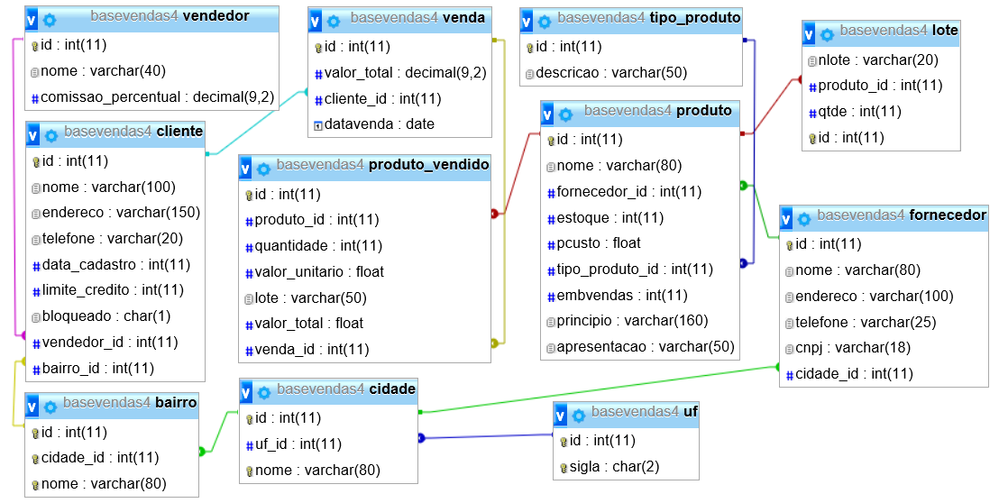 v basevendas4 vendedor
id : int(11)
nome : varchar(40)
# comissao_percentual : decimal(9,2)
v basevendas4 venda
id : int(11)
# valor_total : decimal(9,2)
# cliente_id : int(11)
datavenda : date
v basevendas4 tipo_produto
id : int(11)
descricao : varchar(50)
v basevendas4 lote
nlote : varchar(20)
# produto_id : int(11)
# qtde : int(11)
id : int(11)
v basevendas4 cliente
id : int(11)
nome : varchar(100)
endereco : varchar(150)
telefone : varchar(20)
# data_cadastro : int(11)
# limite_credito : int(11)
bloqueado : char(1)
# vendedor_id : int(11)
# bairro_id : int(11)
v basevendas4 produto_vendido
id : int(11)
# produto_id : int(11)
# quantidade : int(11)
# valor_unitario : float
lote : varchar(50)
# valor_total : float
# venda_id : int(11)
v basevendas4 produto
id : int(11)
nome : varchar(80)
# fornecedor_id : int(11)
# estoque : int(11)
# pcusto : float
# tipo_produto_id : int(11)
# embvendas : int(11)
principio : varchar(160)
apresentacao : varchar(50)
v basevendas4 fornecedor
id : int(11)
nome : varchar(80)
endereco : varchar(100)
telefone : varchar(25)
cnpj : varchar(18)
# cidade_id : int(11)
v basevendas4 bairro
id : int(11)
cidade_id : int(11)
nome : varchar(80)
v basevendas4 cidade
id : int(11)
# uf_id : int(11)
nome : varchar(80)
v basevendas4 uf
id : int(11)
sigla : char(2)